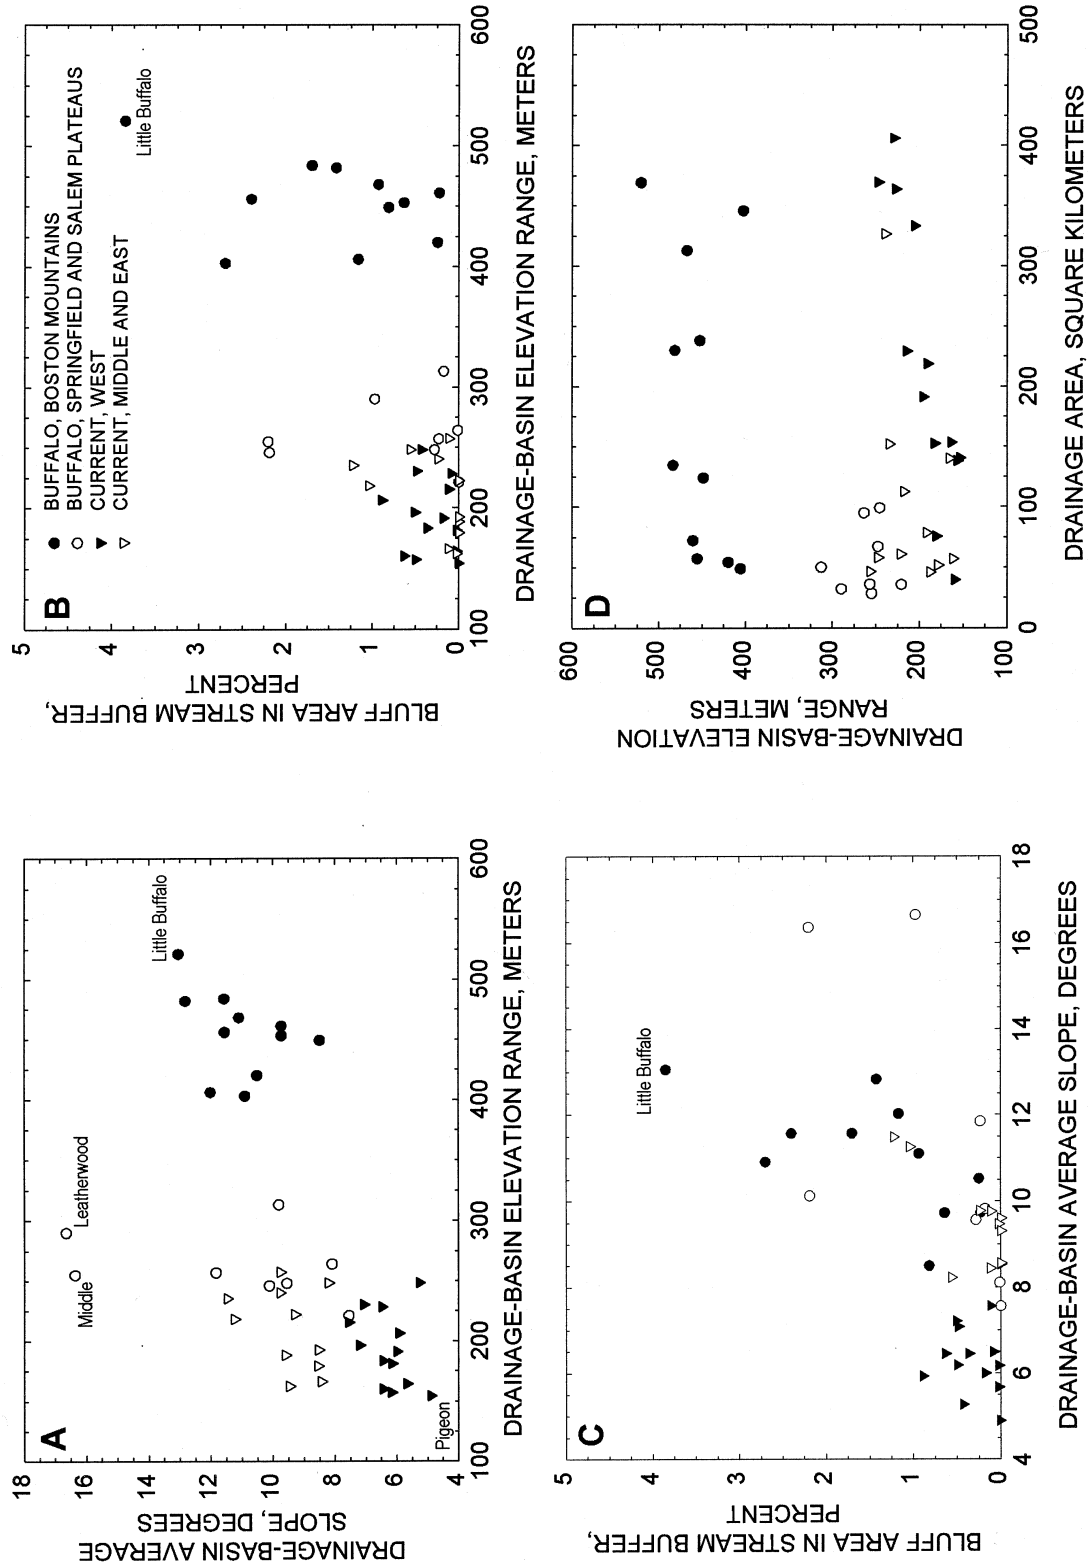 A
DRAINAGE-BASIN AVERAGE
SLOPE, DEGREES
18
16
14
12
10
8
6
4
Middle
Leatherwood
Little Buffalo
Pigeon
100
200
300
400
500
600
DRAINAGE-BASIN ELEVATION RANGE, METERS
B
BUFFALO, BOSTON MOUNTAINS
BUFFALO, SPRINGFIELD AND SALEM PLATEAUS
CURRENT, WEST
CURRENT, MIDDLE AND EAST
BLUFF AREA IN STREAM BUFFER,
PERCENT
5
4
3
2
1
0
Little Buffalo
100
200
300
400
500
600
DRAINAGE-BASIN ELEVATION RANGE, METERS
C
BLUFF AREA IN STREAM BUFFER,
PERCENT
5
4
3
2
1
0
Little Buffalo
4
6
8
10
12
14
16
18
DRAINAGE-BASIN AVERAGE SLOPE, DEGREES
D
DRAINAGE-BASIN ELEVATION
RANGE, METERS
600
500
400
300
200
100
0
100
200
300
400
500
DRAINAGE AREA, SQUARE KILOMETERS